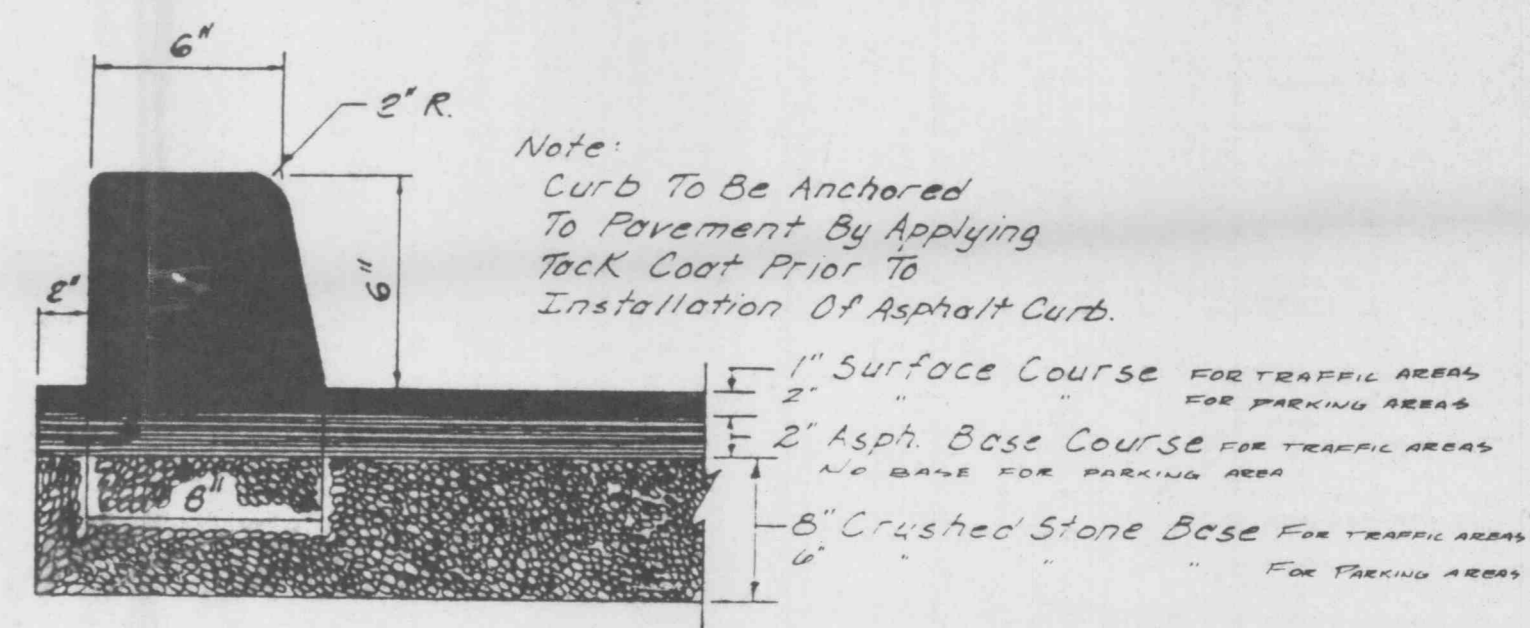 6"
2" R.
Note:
Curb To Be Anchored
To Pavement By Applying
Tack Coat Prior To
Installation Of Asphalt Curb.
6"
2"
1" Surface Course FOR TRAFFIC AREAS
2" " " FOR PARKING AREAS
2" Asph. Base Course FOR TRAFFIC AREAS
NO BASE FOR PARKING AREA
8"
8" Crushed Stone Base FOR TRAFFIC AREAS
6" " " " FOR PARKING AREAS